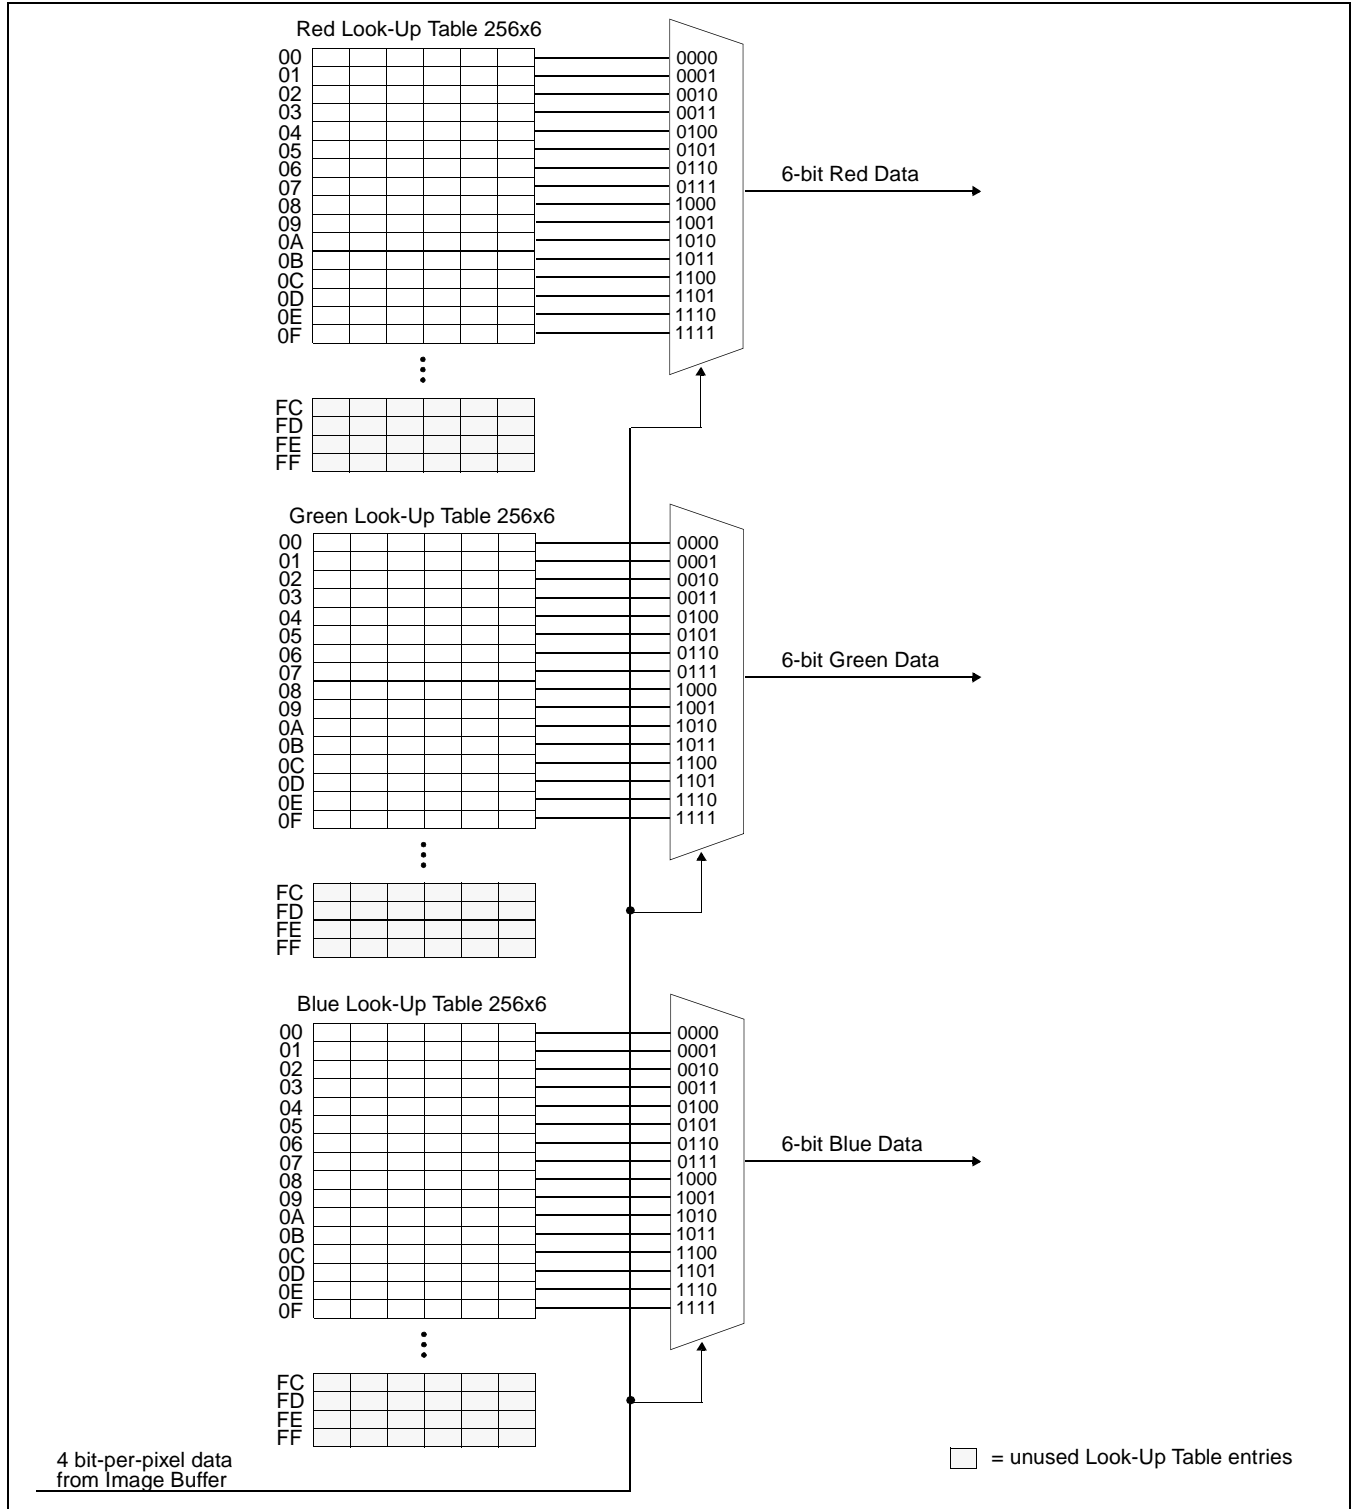 Red Look-Up Table 256x6
00 0000
01 0001
02 0010
03 0011
04 0100
05 0101
06 0110
07 0111
08 1000
09 1001
0A 1010
0B 1011
0C 1100
0D 1101
0E 1110
0F 1111
6-bit Red Data
FC
FD
FE
FF
Green Look-Up Table 256x6
00 0000
01 0001
02 0010
03 0011
04 0100
05 0101
06 0110
07 0111
08 1000
09 1001
0A 1010
0B 1011
0C 1100
0D 1101
0E 1110
0F 1111
6-bit Green Data
FC
FD
FE
FF
Blue Look-Up Table 256x6
00 0000
01 0001
02 0010
03 0011
04 0100
05 0101
06 0110
07 0111
08 1000
09 1001
0A 1010
0B 1011
0C 1100
0D 1101
0E 1110
0F 1111
6-bit Blue Data
FC
FD
FE
FF
4 bit-per-pixel data
from Image Buffer
= unused Look-Up Table entries